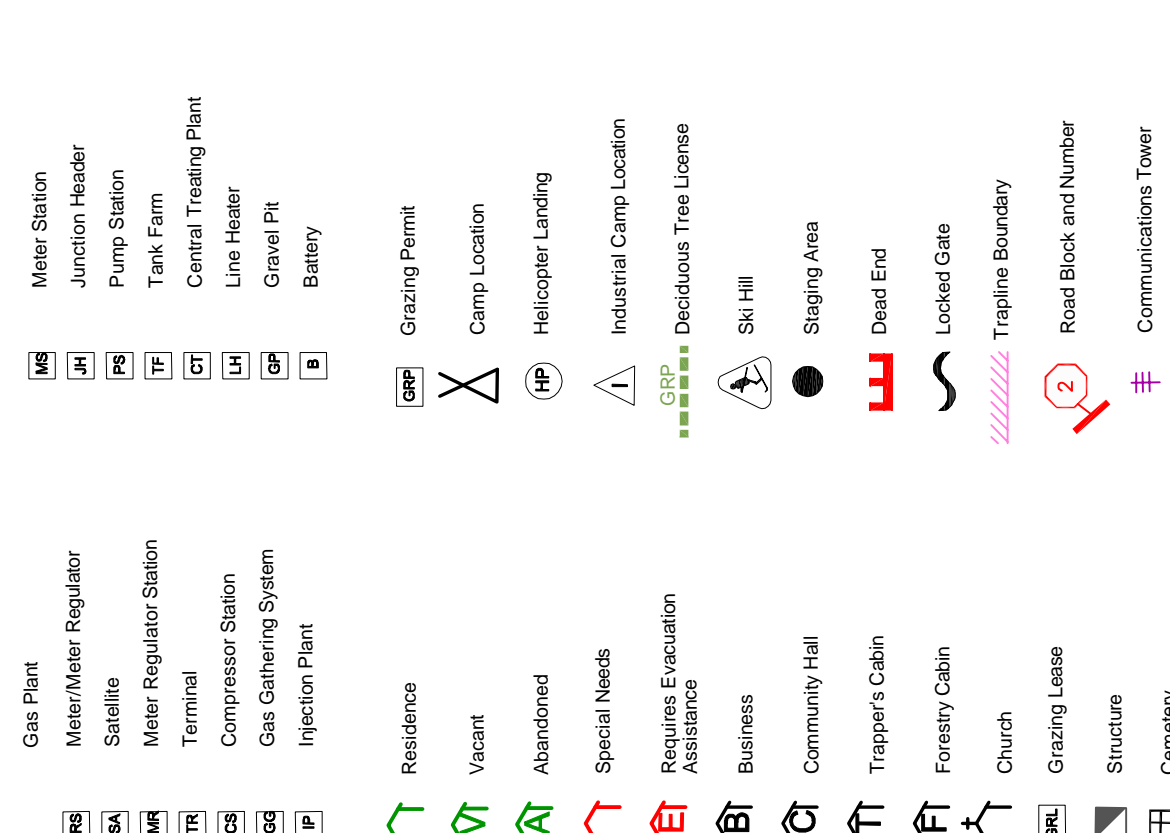 Gas Plant
RS Meter/Meter Regulator
SA Satellite
MR Meter Regulator Station
TR Terminal
CS Compressor Station
GG Gas Gathering System
IP Injection Plant
MS Meter Station
JH Junction Header
PS Pump Station
TF Tank Farm
CT Central Treating Plant
LH Line Heater
GP Gravel Pit
B Battery
Residence
V Vacant
A Abandoned
Special Needs
E Requires Evacuation
Assistance
B Business
C Community Hall
T Trapper's Cabin
F Forestry Cabin
Church
GRL Grazing Lease
Structure
Cemetery
GRP Grazing Permit
Camp Location
HP Helicopter Landing
I Industrial Camp Location
GRP Deciduous Tree License
Ski Hill
Staging Area
Dead End
Locked Gate
Trapline Boundary
2 Road Block and Number
Communications Tower